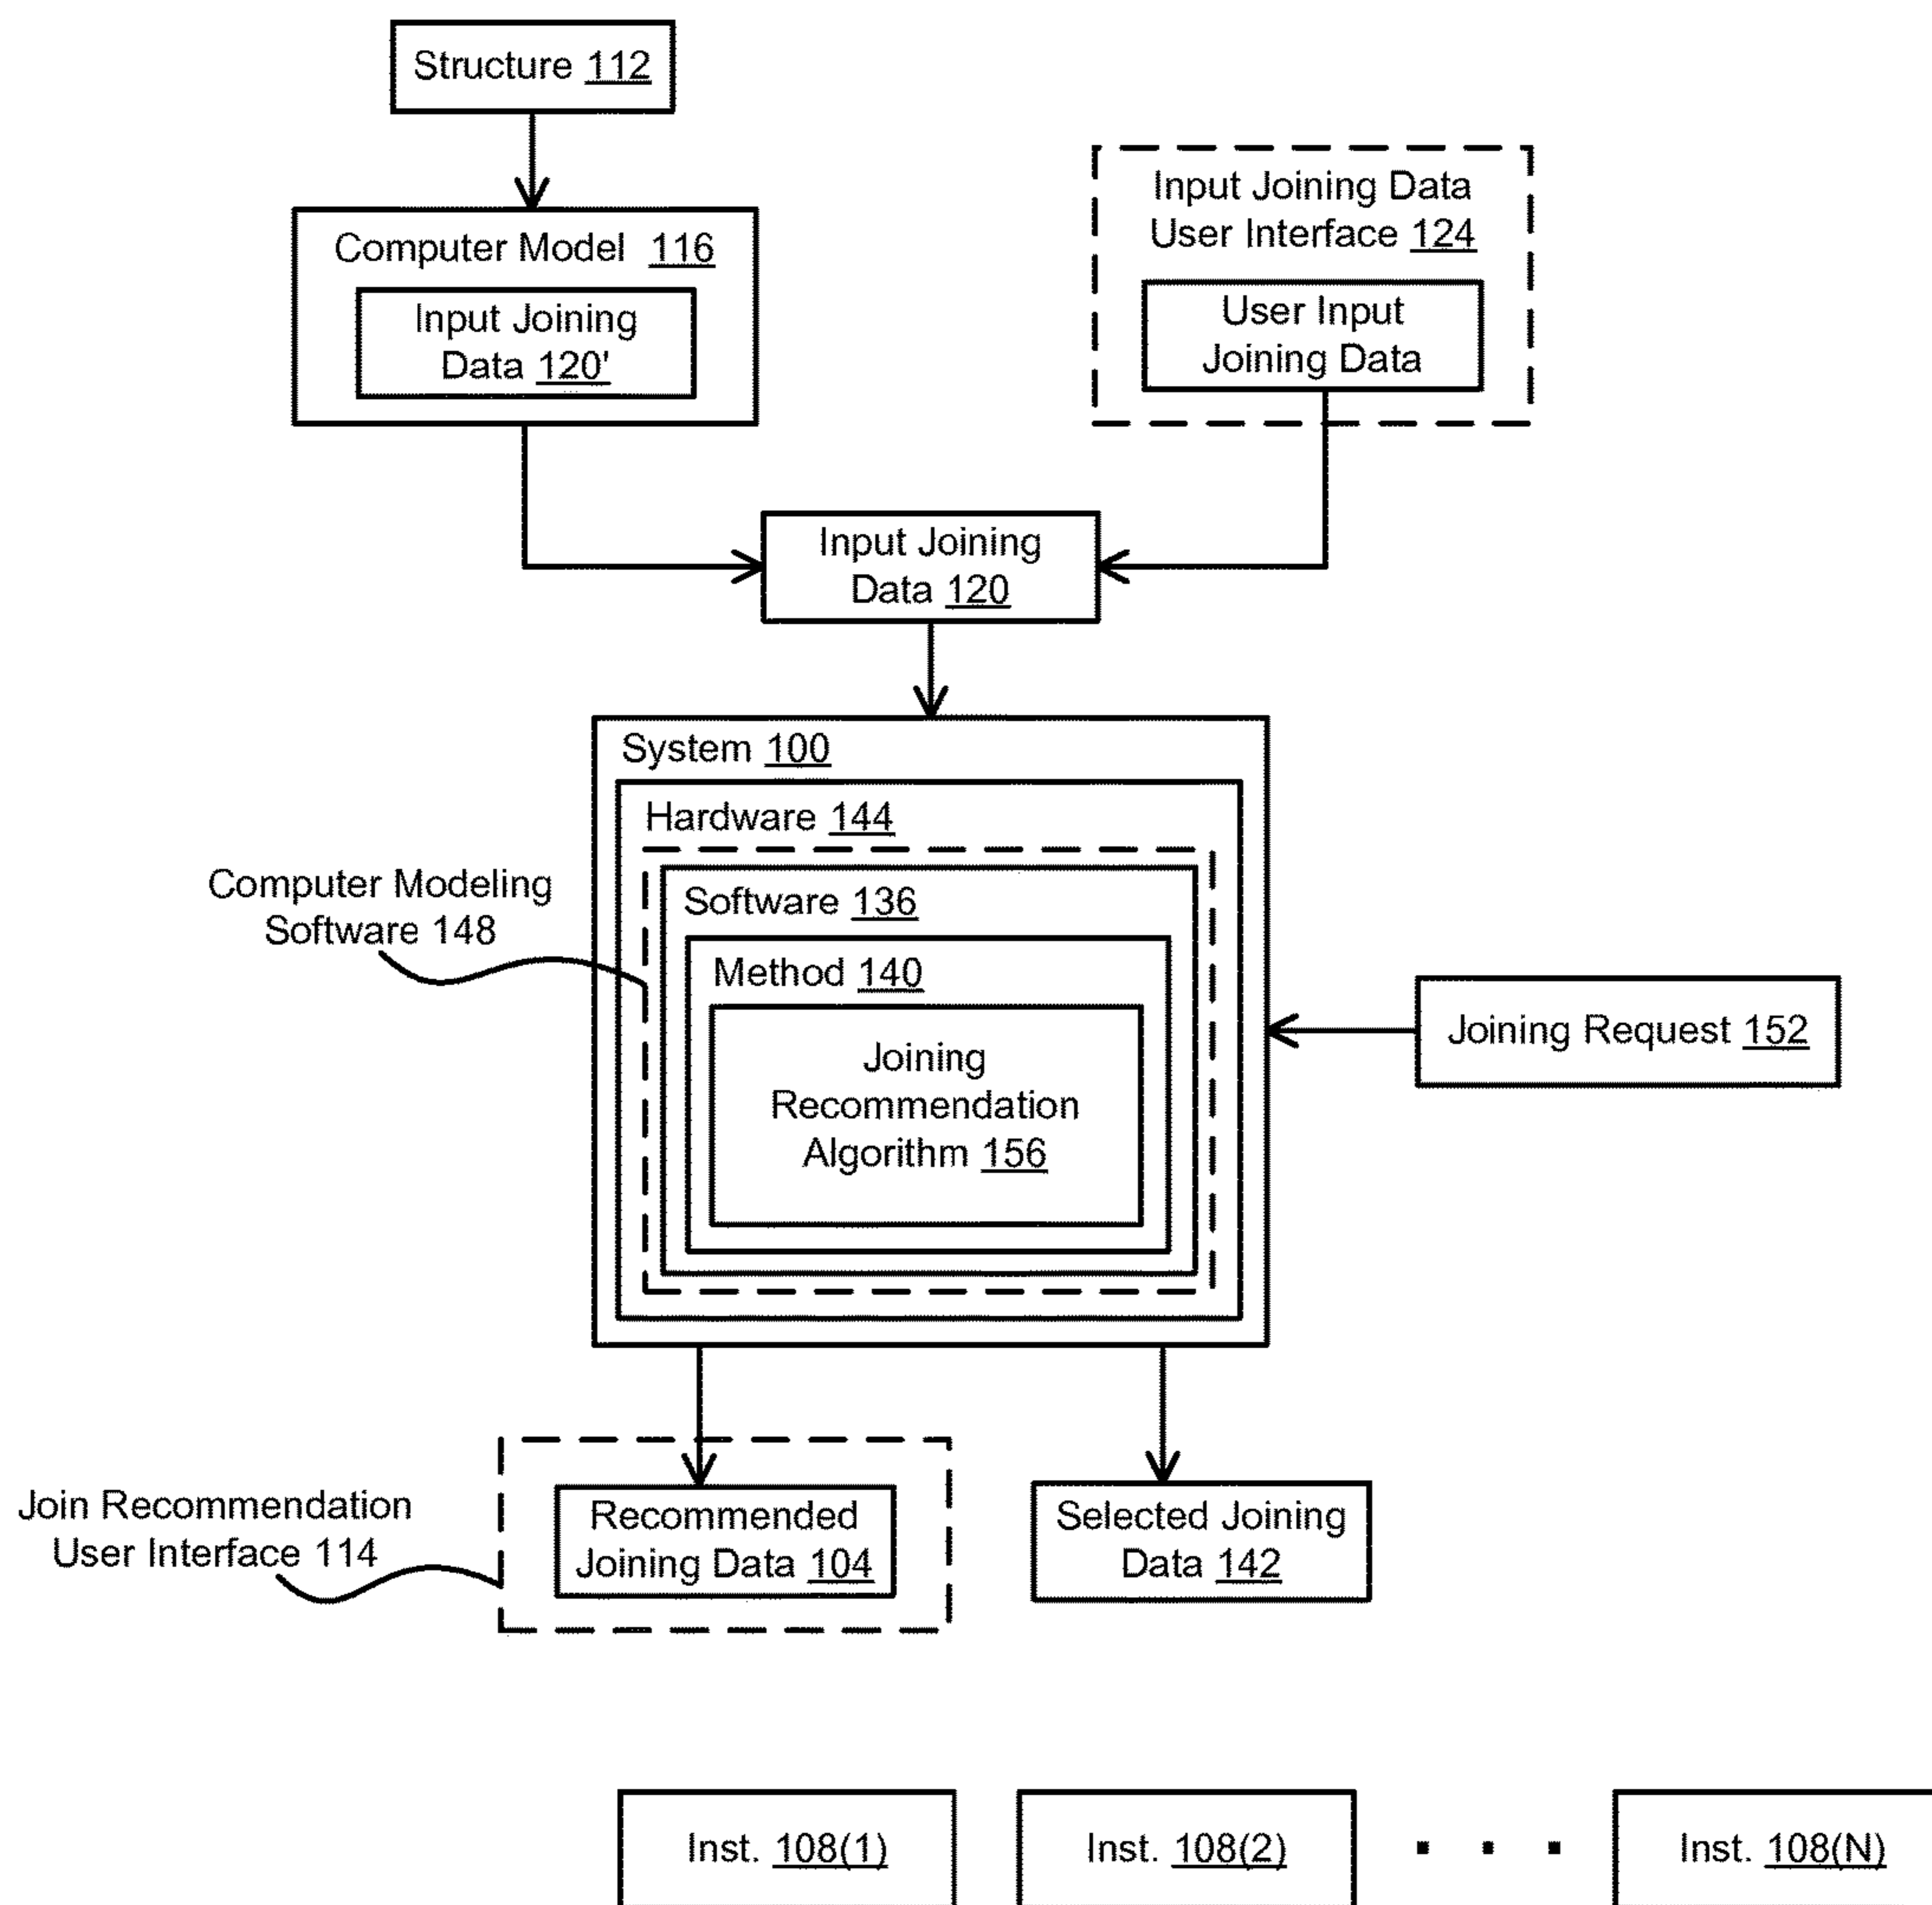 Structure 112
Computer Model 116
Input Joining
Data 120'
Input Joining Data
User Interface 124
User Input
Joining Data
Input Joining
Data 120
System 100
Hardware 144
Computer Modeling
Software 148
Software 136
Method 140
Joining
Recommendation
Algorithm 156
Joining Request 152
Join Recommendation
User Interface 114
Recommended
Joining Data 104
Selected Joining
Data 142
Inst. 108(1)
Inst. 108(2)
. . .
Inst. 108(N)